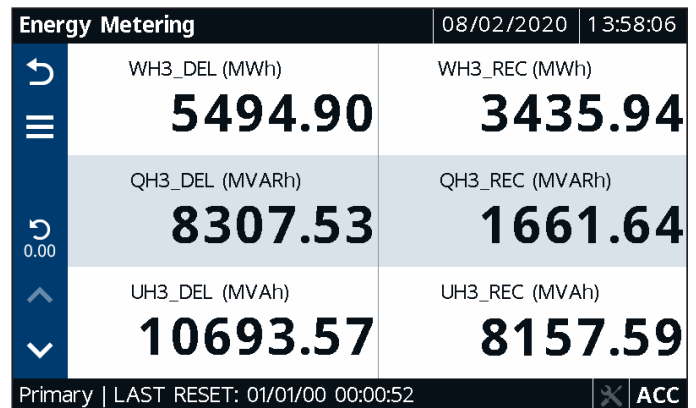 Energy Metering 08/02/2020 13:58:06
WH3_DEL (MWh) WH3_REC (MWh)
5494.90 3435.94
QH3_DEL (MVARh) QH3_REC (MVARh)
8307.53 1661.64
0.00
UH3_DEL (MVAh) UH3_REC (MVAh)
10693.57 8157.59
Primary | LAST RESET: 01/01/00 00:00:52 ACC